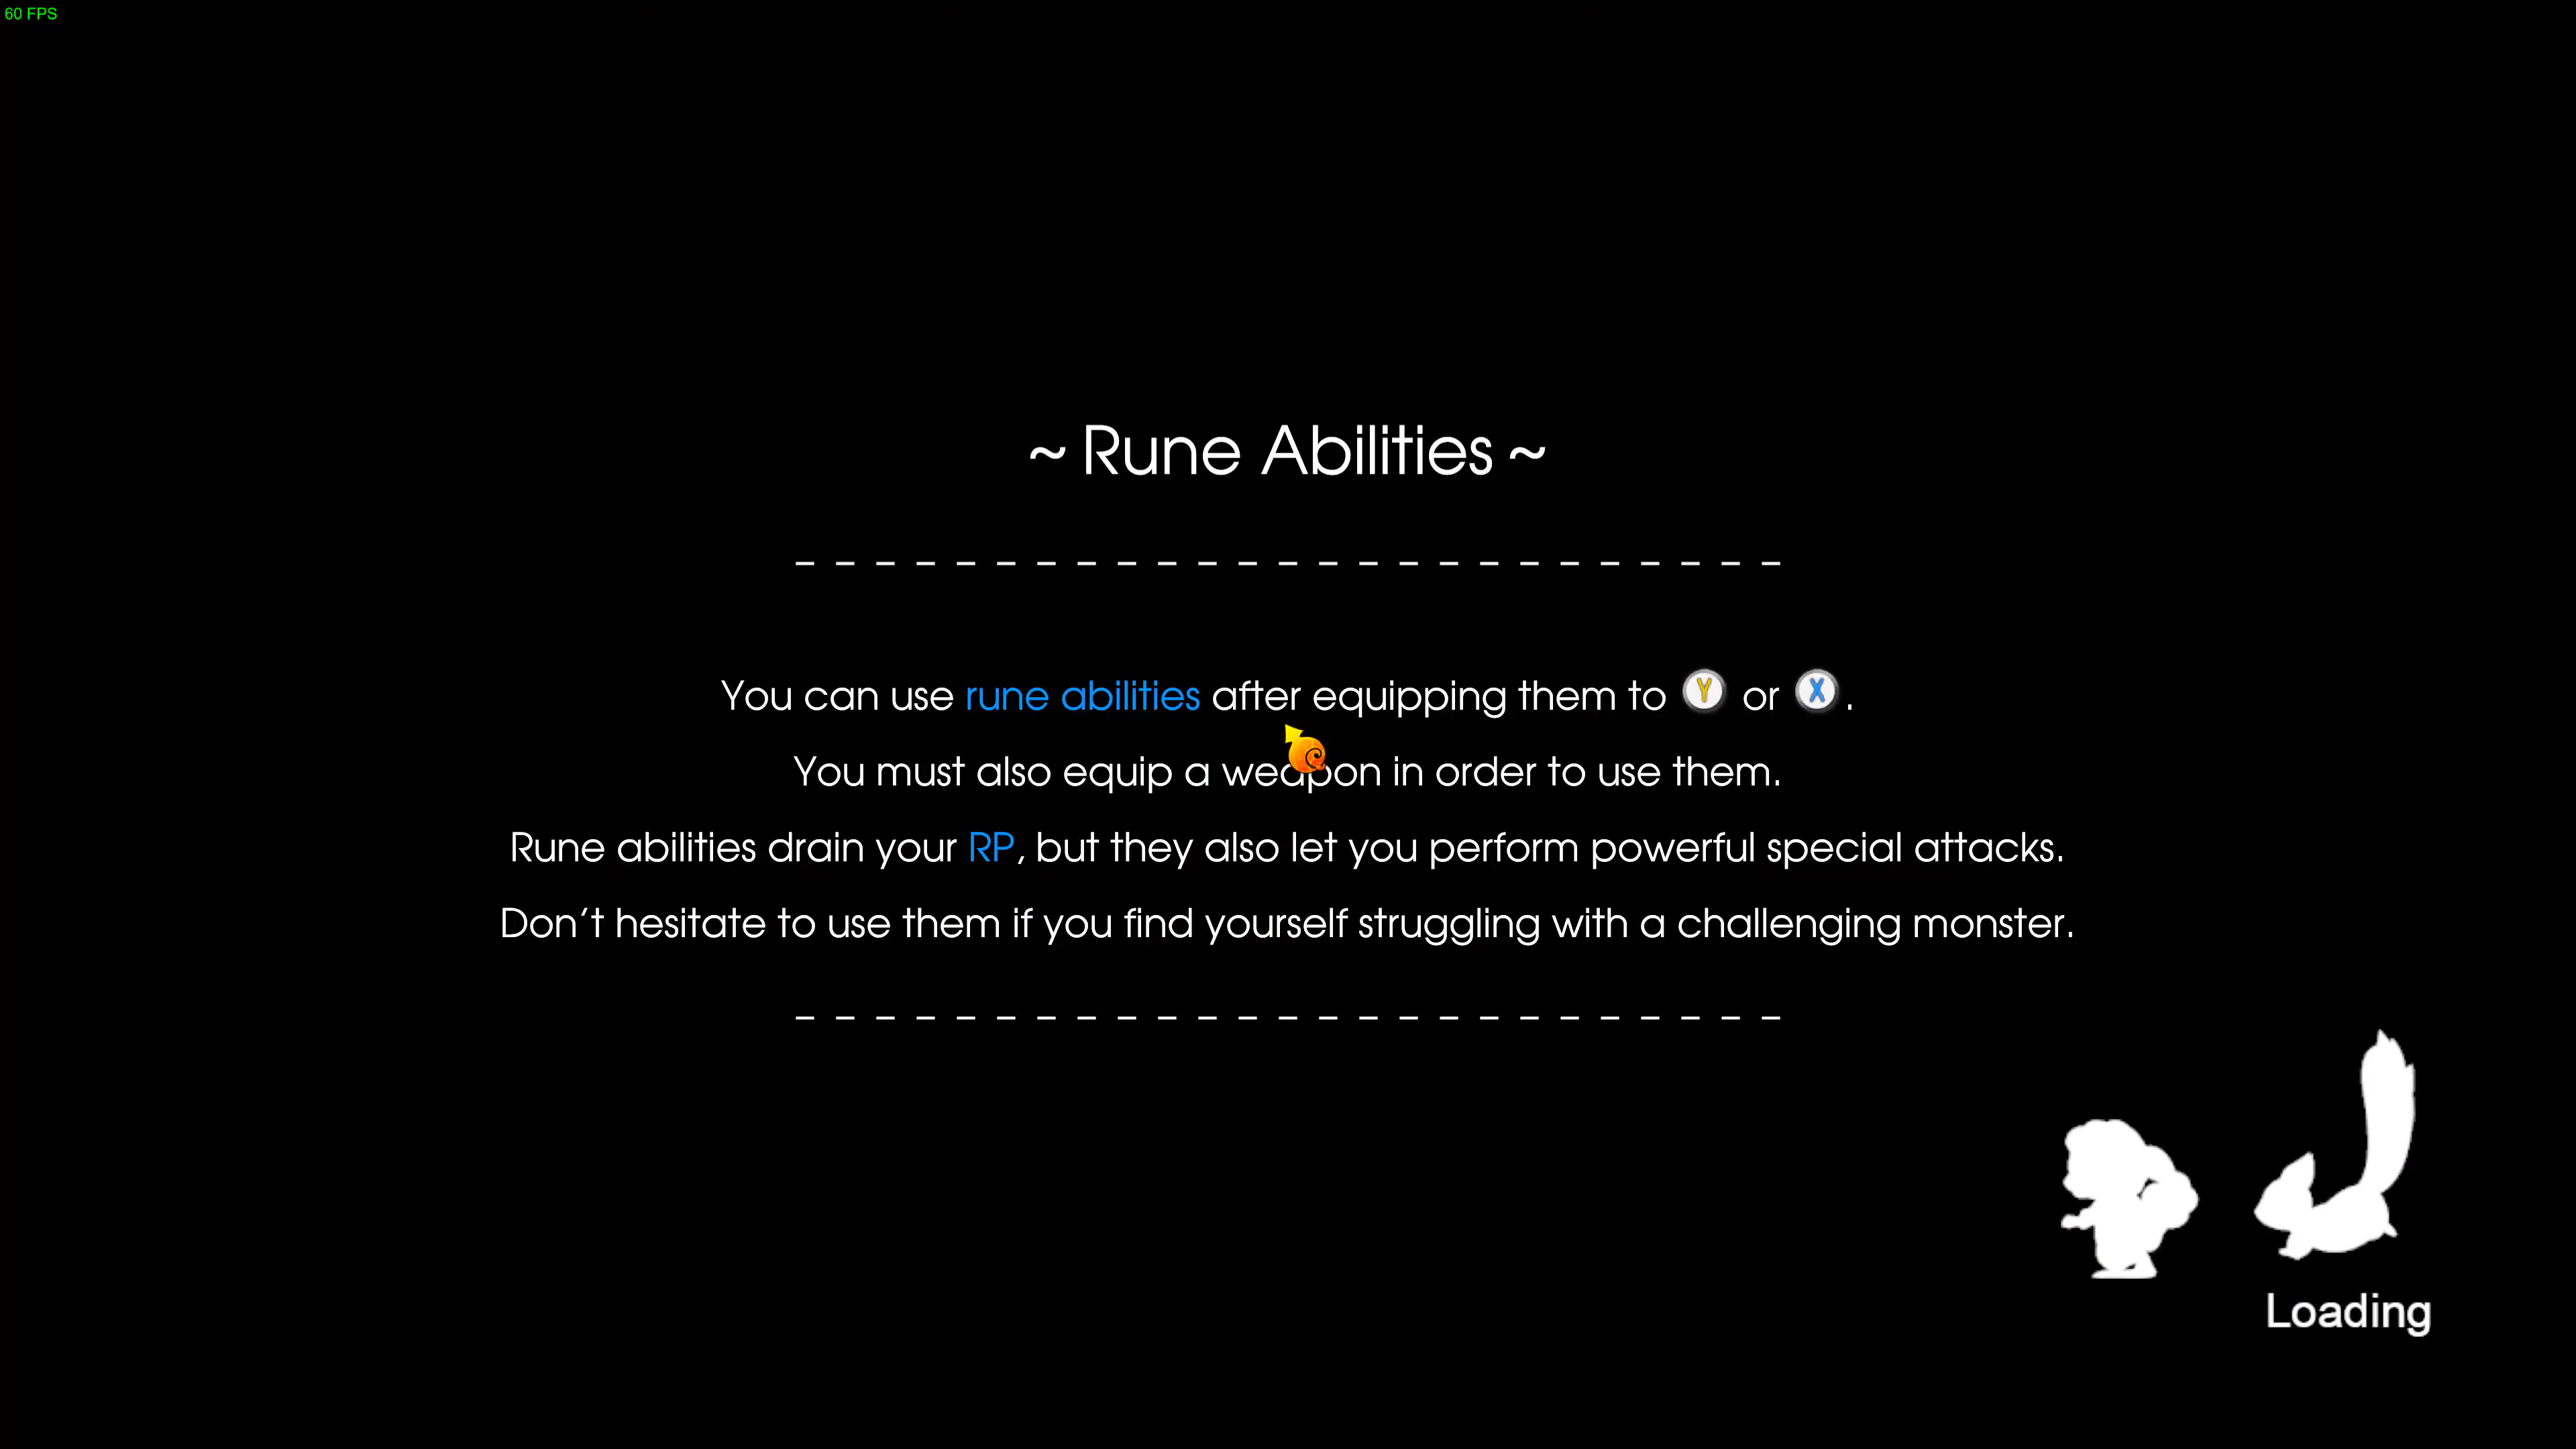 60 FPS
~ Rune Abilities ~
– – – – – – – – – – – – – – – – – – – – – – – – –
You can use rune abilities after equipping them to Y or X.
You must also equip a weapon in order to use them.
Rune abilities drain your RP, but they also let you perform powerful special attacks.
Don’t hesitate to use them if you find yourself struggling with a challenging monster.
– – – – – – – – – – – – – – – – – – – – – – – – –
Loading